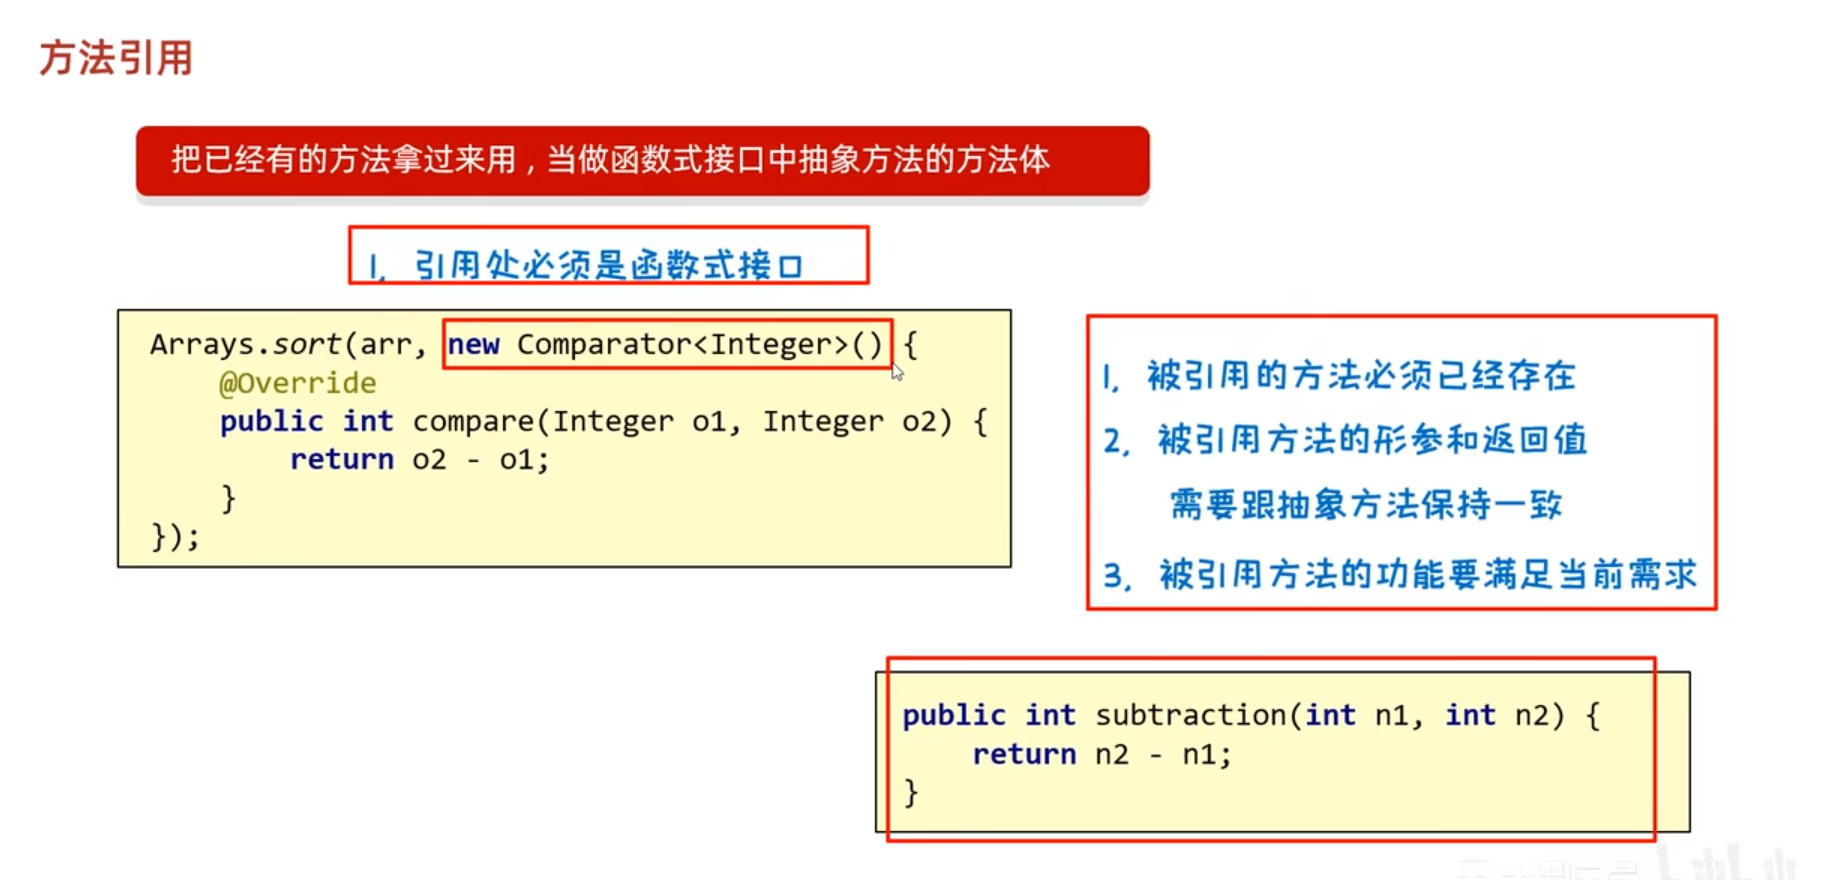 方法引用
把已经有的方法拿过来用，当做函数式接口中抽象方法的方法体
1，引用处必须是函数式接口
Arrays.sort(arr, new Comparator<Integer>() {
    @Override
    public int compare(Integer o1, Integer o2) {
        return o2 - o1;
    }
});
1，被引用的方法必须已经存在
2，被引用方法的形参和返回值
需要跟抽象方法保持一致
3，被引用方法的功能要满足当前需求
public int subtraction(int n1, int n2) {
    return n2 - n1;
}